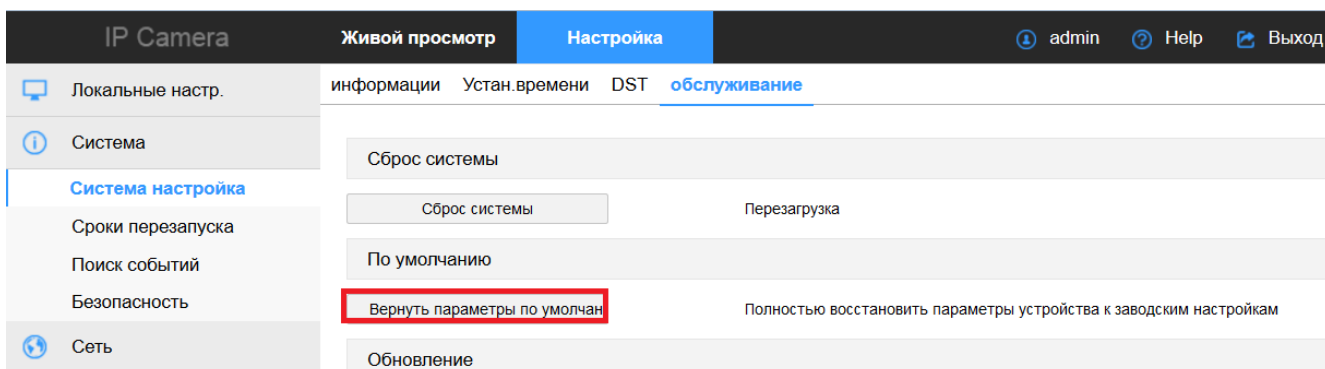 IP Camera Живой просмотр Настройка admin Help Выход
Локальные настр.
информации Устан.времени DST обслуживание
Система
Сброс системы
Система настройка
Сброс системы Перезагрузка
Сроки перезапуска
По умолчанию
Поиск событий
Безопасность
Вернуть параметры по умолчан Полностью восстановить параметры устройства к заводским настройкам
Сеть
Обновление